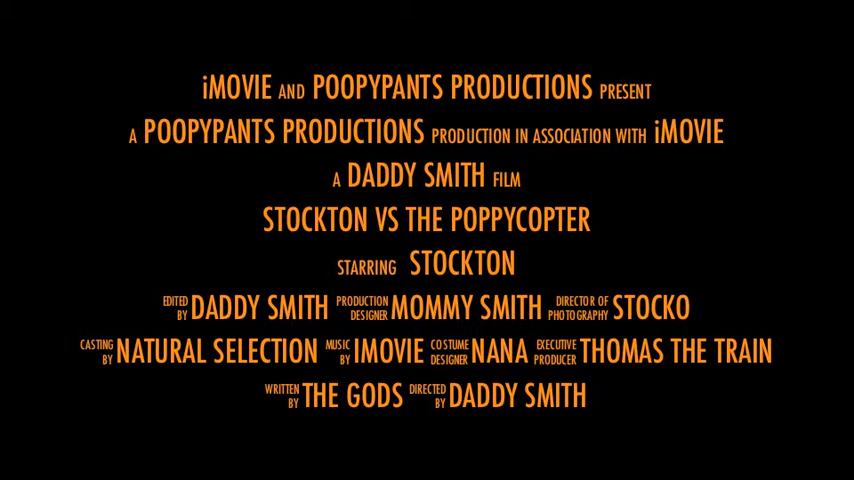 iMOVIE AND POOPYPANTS PRODUCTIONS PRESENT
A POOPYPANTS PRODUCTIONS PRODUCTION IN ASSOCIATION WITH iMOVIE
A DADDY SMITH FILM
STOCKTON VS THE POPPYCOPTER
STARRING STOCKTON
EDITED BY DADDY SMITH PRODUCTION DESIGNER MOMMY SMITH DIRECTOR OF PHOTOGRAPHY STOCKO
CASTING BY NATURAL SELECTION MUSIC BY IMOVIE COSTUME DESIGNER NANA EXECUTIVE PRODUCER THOMAS THE TRAIN
WRITTEN BY THE GODS DIRECTED BY DADDY SMITH